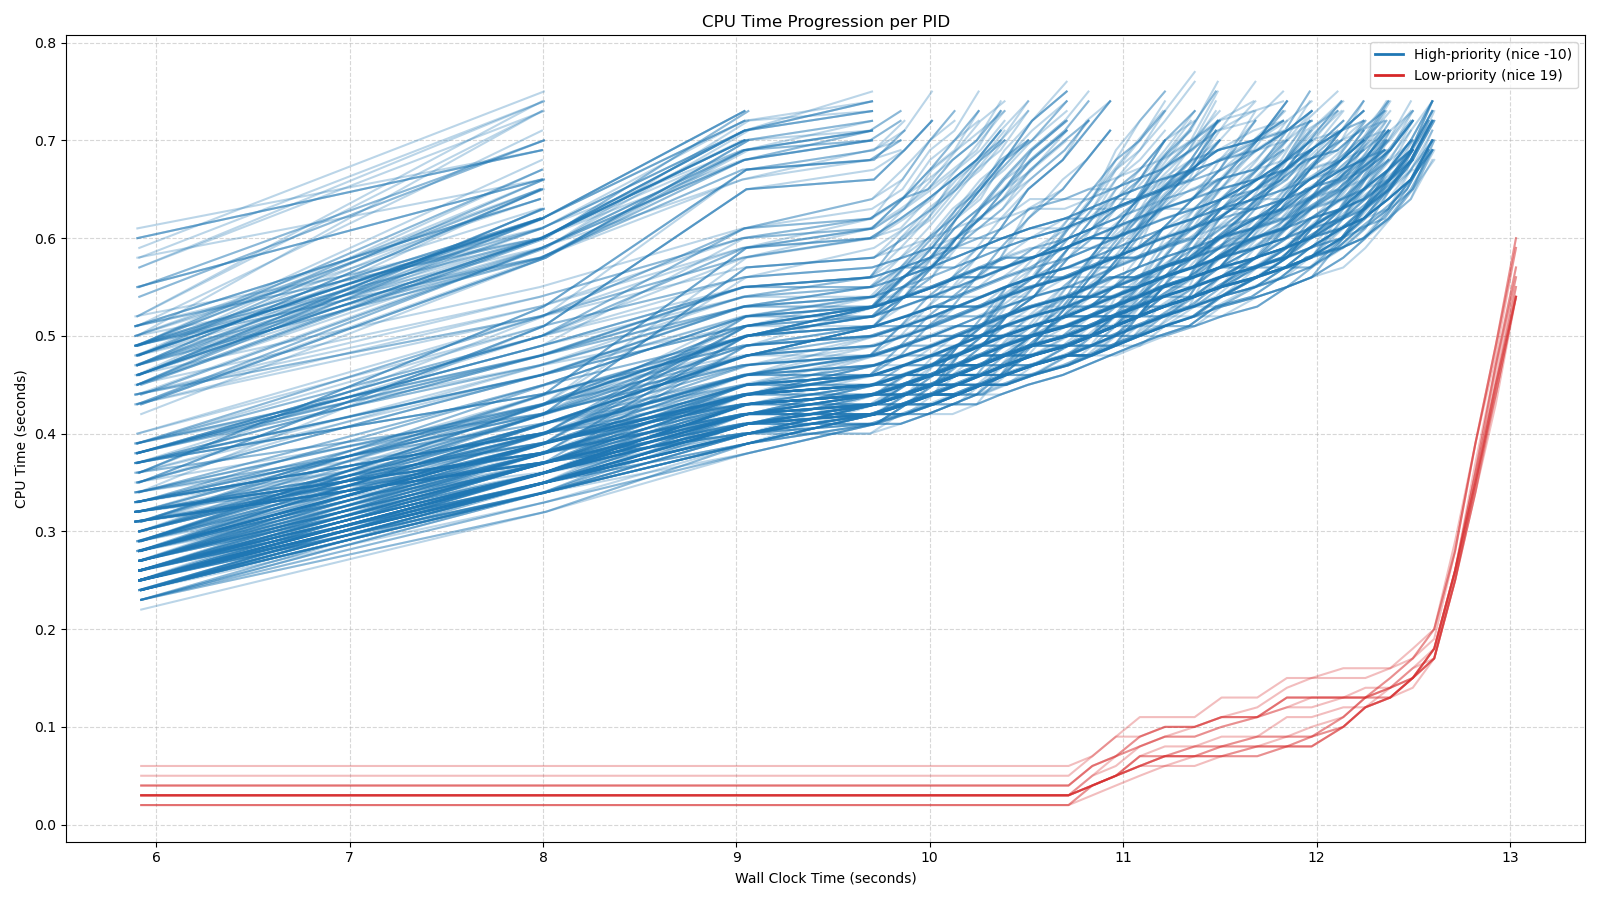 CPU Time Progression per PID
High-priority (nice -10)
Low-priority (nice 19)
CPU Time (seconds)
0.8
0.7
0.6
0.5
0.4
0.3
0.2
0.1
0.0
6 7 8 9 10 11 12 13
Wall Clock Time (seconds)